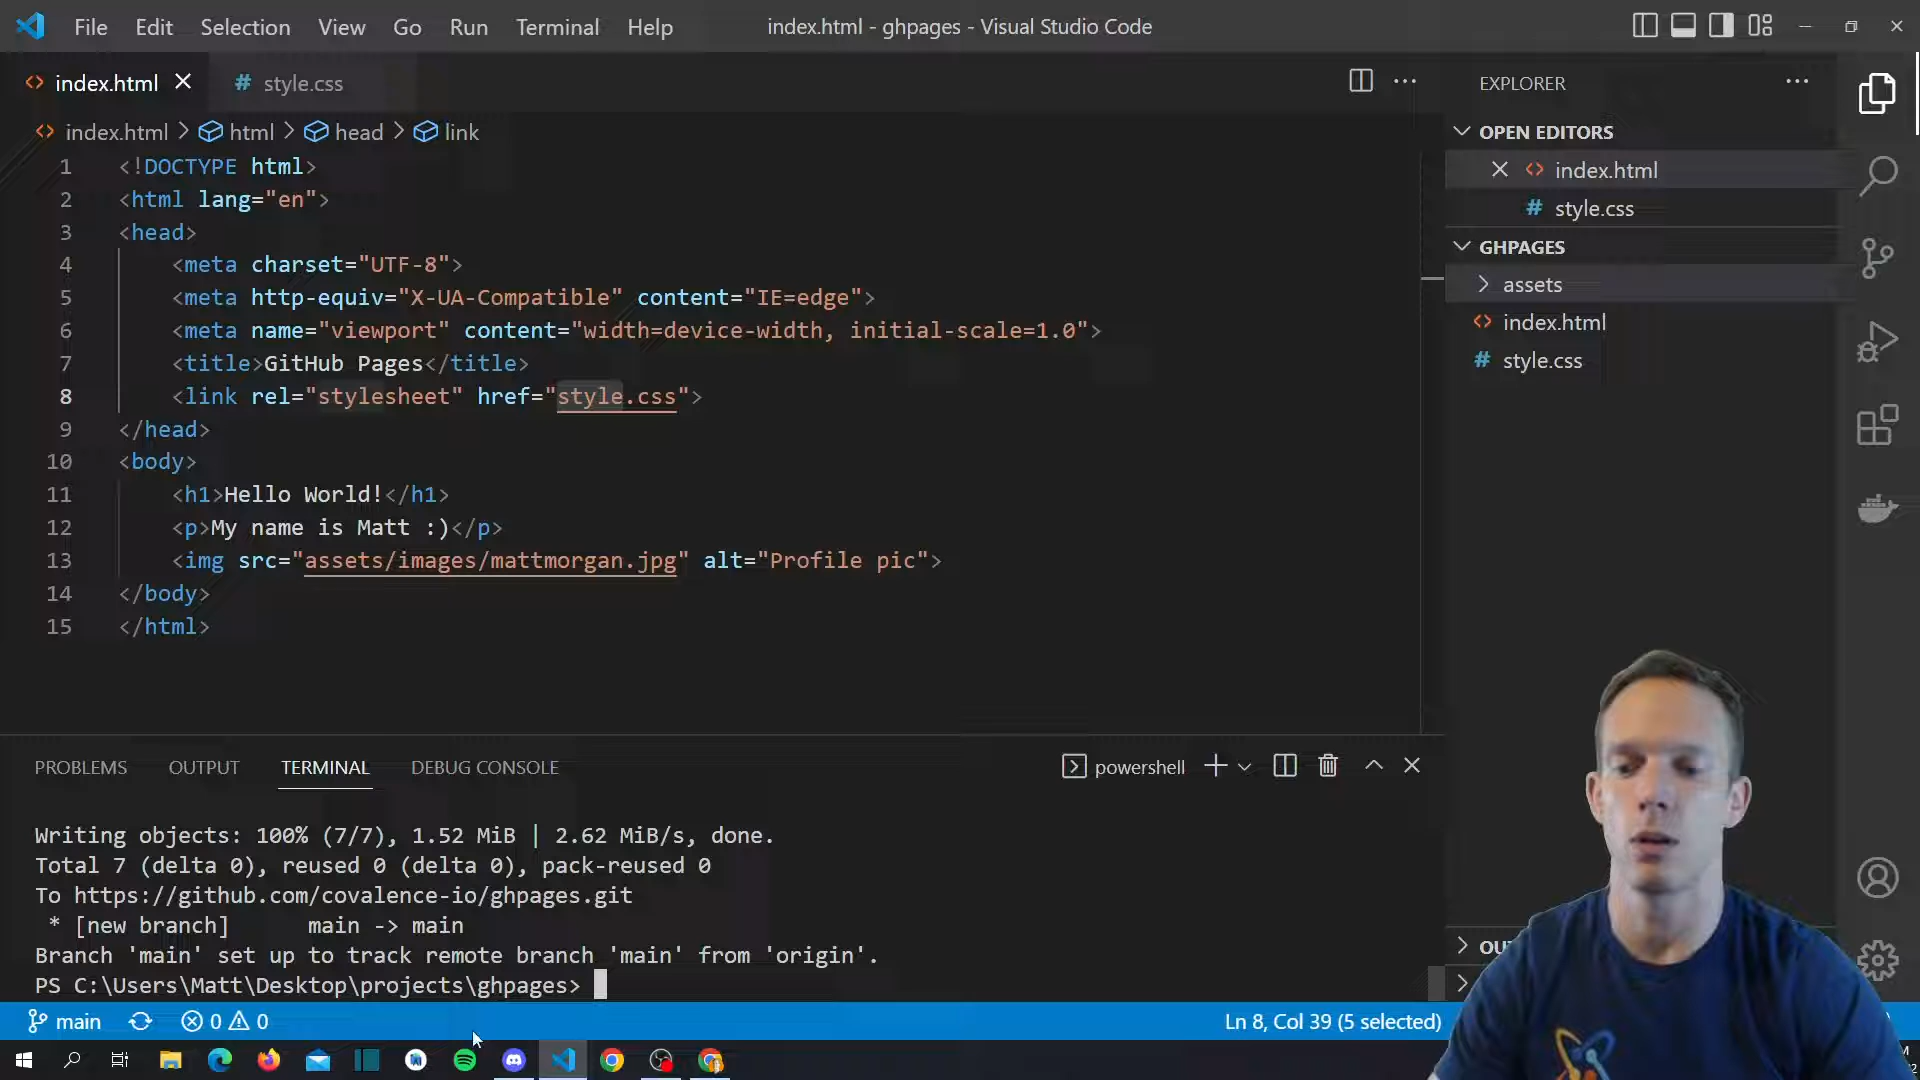 File Edit Selection View Go Run Terminal Help
index.html - ghpages - Visual Studio Code
index.html
style.css
index.html > html > head > link
1 <!DOCTYPE html>
2 <html lang="en">
3 <head>
4 <meta charset="UTF-8">
5 <meta http-equiv="X-UA-Compatible" content="IE=edge">
6 <meta name="viewport" content="width=device-width, initial-scale=1.0">
7 <title>GitHub Pages</title>
8 <link rel="stylesheet" href="style.css">
9 </head>
10 <body>
11 <h1>Hello World!</h1>
12 <p>My name is Matt :)</p>
13 <img src="assets/images/mattmorgan.jpg" alt="Profile pic">
14 </body>
15 </html>
EXPLORER
OPEN EDITORS
index.html
# style.css
GHPAGES
assets
index.html
# style.css
PROBLEMS OUTPUT TERMINAL DEBUG CONSOLE
powershell
Writing objects: 100% (7/7), 1.52 MiB | 2.62 MiB/s, done.
Total 7 (delta 0), reused 0 (delta 0), pack-reused 0
To https://github.com/covalence-io/ghpages.git
* [new branch] main -> main
Branch 'main' set up to track remote branch 'main' from 'origin'.
PS C:\Users\Matt\Desktop\projects\ghpages>
main 0 0
Ln 8, Col 39 (5 selected)